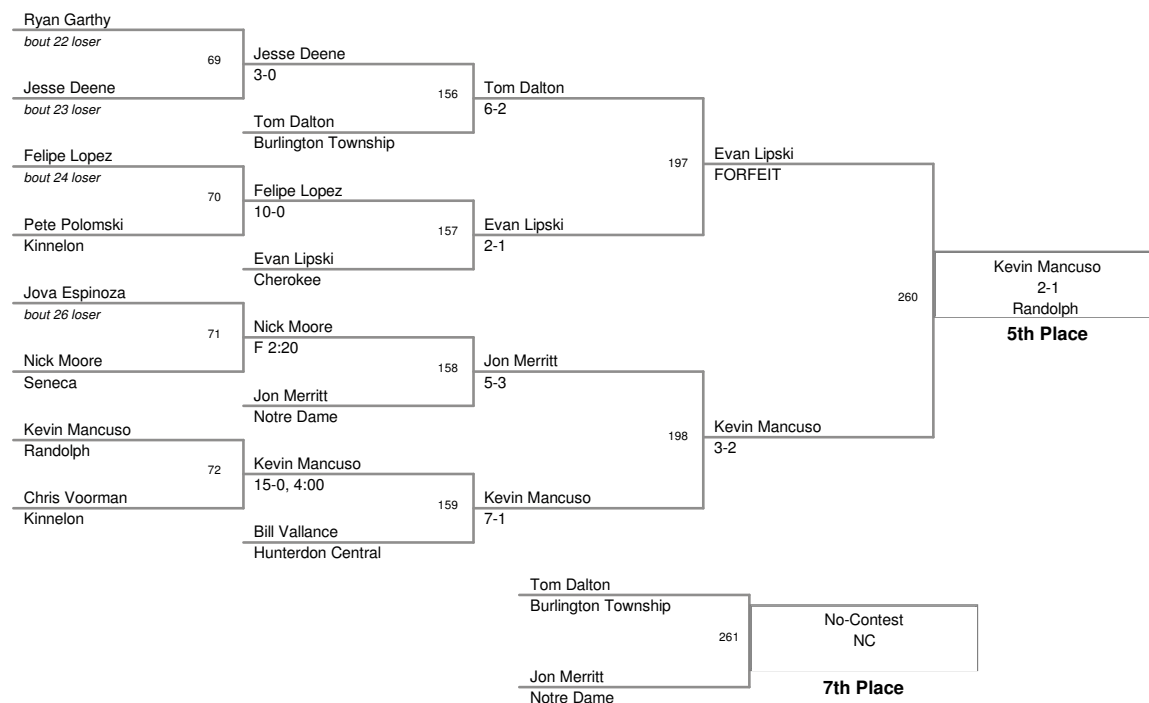 Ryan Garthy
bout 22 loser
69
Jesse Deene
3-0
Jesse Deene
bout 23 loser
156
Tom Dalton
6-2
Tom Dalton
Burlington Township
Felipe Lopez
bout 24 loser
197
Evan Lipski
FORFEIT
70
Felipe Lopez
10-0
Pete Polomski
Kinnelon
157
Evan Lipski
2-1
Evan Lipski
Cherokee
Kevin Mancuso
2-1
Randolph
5th Place
260
Jova Espinoza
bout 26 loser
71
Nick Moore
F 2:20
Nick Moore
Seneca
158
Jon Merritt
5-3
Jon Merritt
Notre Dame
Kevin Mancuso
Randolph
198
Kevin Mancuso
3-2
72
Kevin Mancuso
15-0, 4:00
Chris Voorman
Kinnelon
159
Kevin Mancuso
7-1
Bill Vallance
Hunterdon Central
Tom Dalton
Burlington Township
261
No-Contest
NC
Jon Merritt
Notre Dame
7th Place